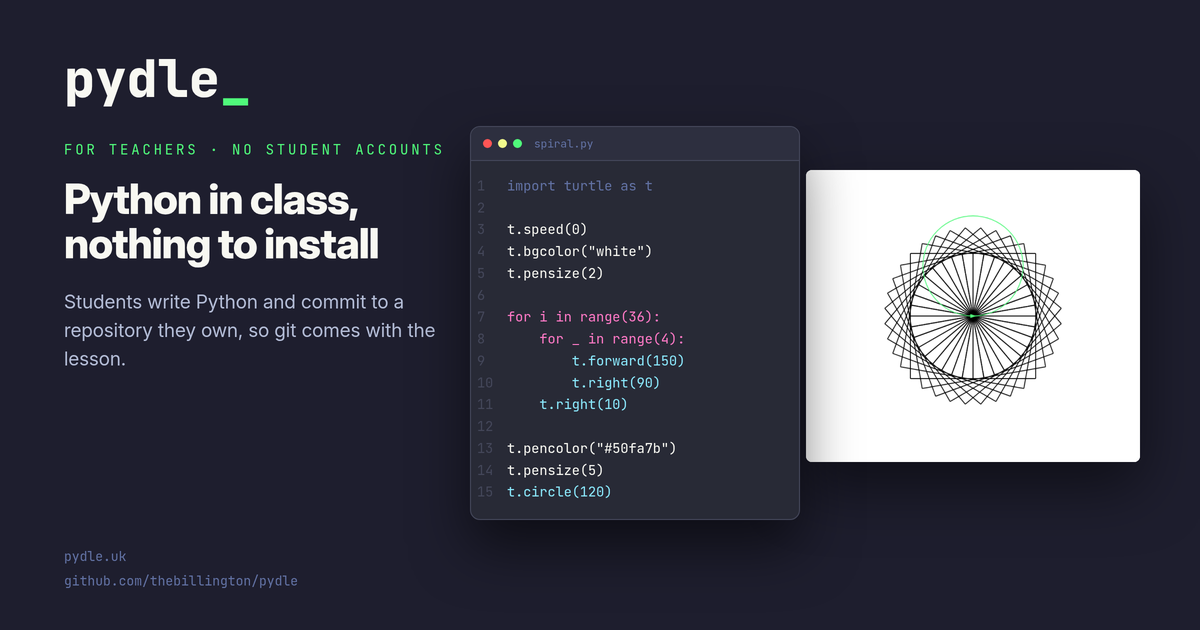 pydle_
FOR TEACHERS · NO STUDENT ACCOUNTS
Python in class,
nothing to install
Students write Python and commit to a
repository they own, so git comes with the
lesson.
pydle.uk
github.com/thebillington/pydle
spiral.py
1 import turtle as t
2
3 t.speed(0)
4 t.bgcolor("white")
5 t.pensize(2)
6
7 for i in range(36):
8     for _ in range(4):
9         t.forward(150)
10         t.right(90)
11     t.right(10)
12
13 t.pencolor("#50fa7b")
14 t.pensize(5)
15 t.circle(120)